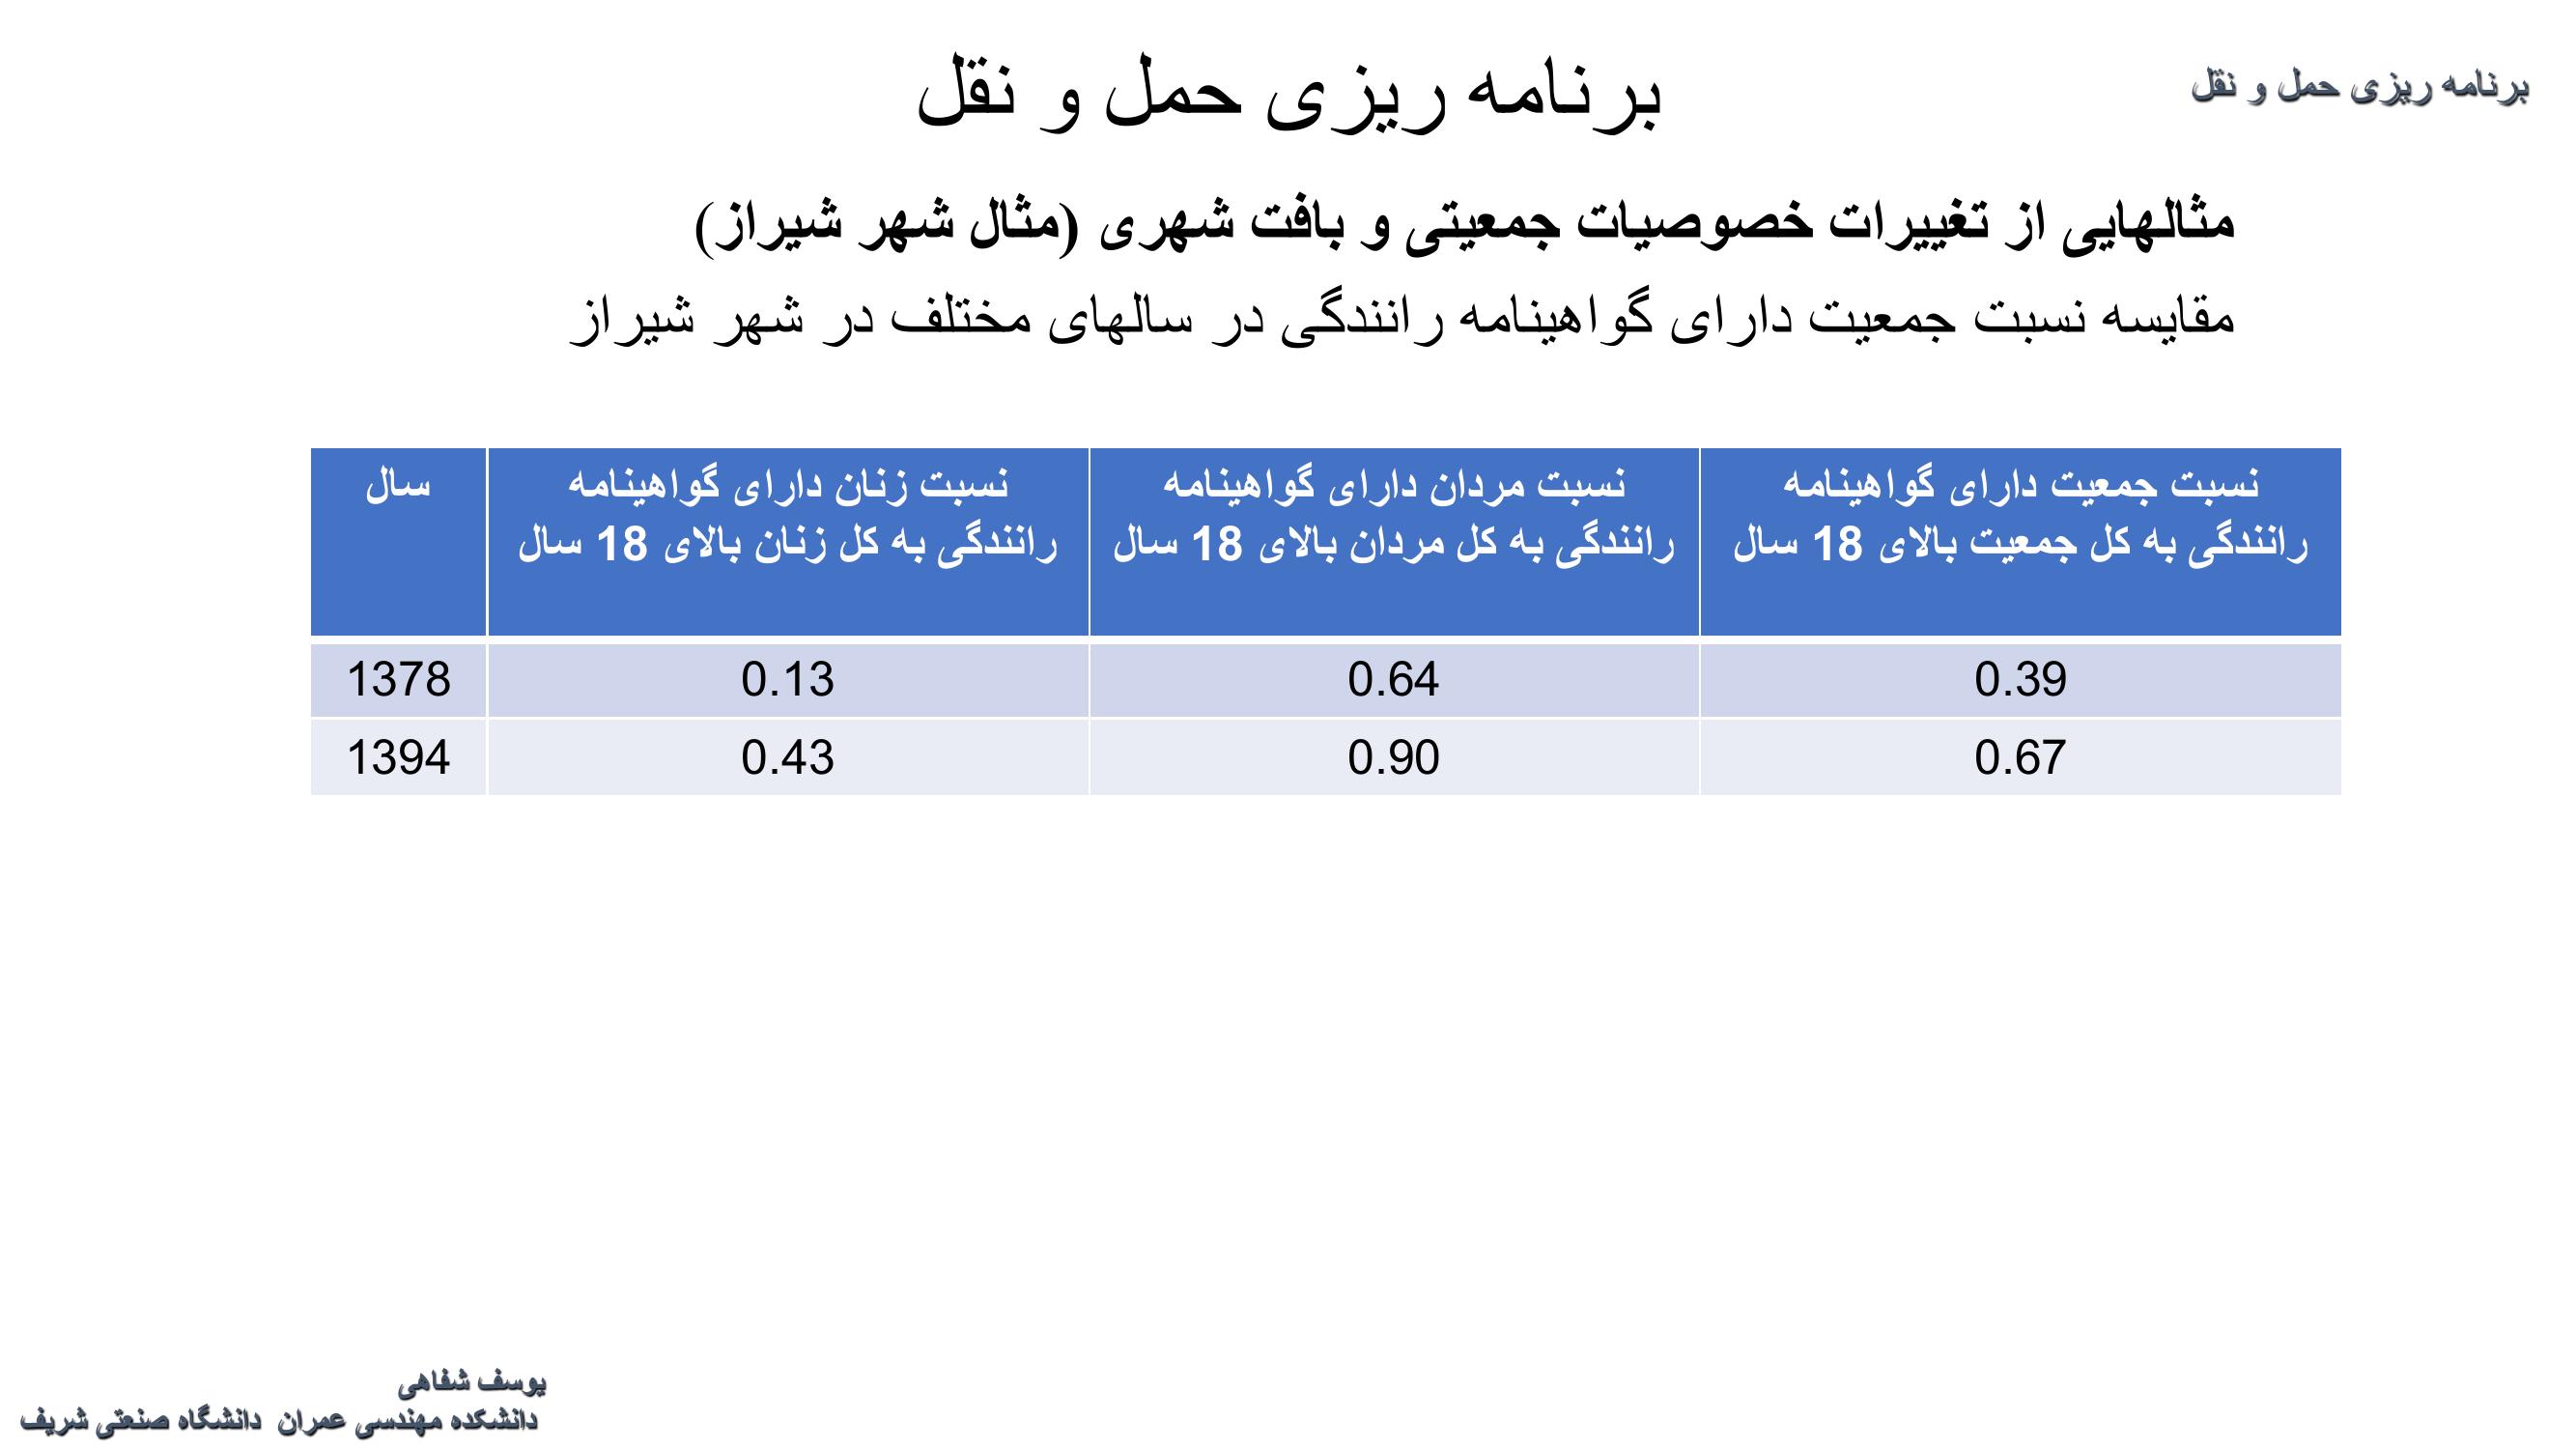 برنامه ریزی حمل و نقل
برنامه ریزی حمل و نقل
مثالهایی از تغییرات خصوصیات جمعیتی و بافت شهری (مثال شهر شیراز)
مقایسه نسبت جمعیت دارای گواهینامه رانندگی در سالهای مختلف در شهر شیراز
نسبت جمعیت دارای گواهینامه
رانندگی به کل جمعیت بالای 18 سال
نسبت مردان دارای گواهینامه
رانندگی به کل مردان بالای 18 سال
نسبت زنان دارای گواهینامه
رانندگی به کل زنان بالای 18 سال
سال
0.39 0.64 0.13 1378
0.67 0.90 0.43 1394
یوسف شفاهی
دانشکده مهندسی عمران دانشگاه صنعتی شریف